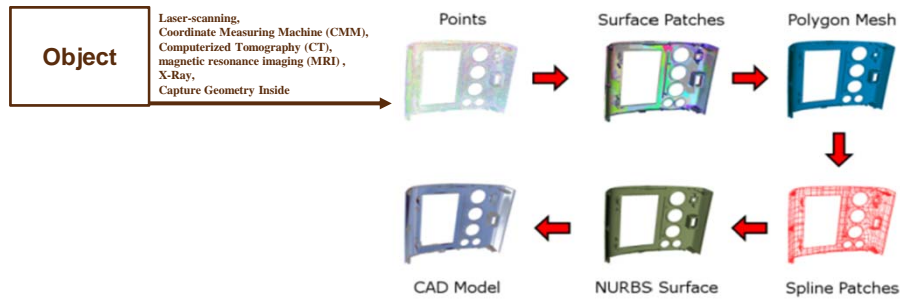 Object
Laser-scanning,
Coordinate Measuring Machine (CMM),
Computerized Tomography (CT),
magnetic resonance imaging (MRI) ,
X-Ray,
Capture Geometry Inside
Points
Surface Patches
Polygon Mesh
CAD Model
NURBS Surface
Spline Patches